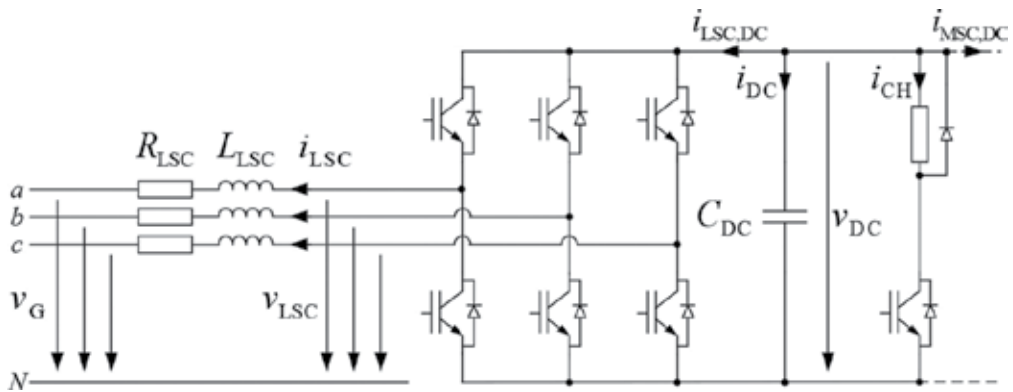 i_LSC,DC i_MSC,DC
i_DC i_CH
R_LSC L_LSC i_LSC
a
b
c
C_DC v_DC
v_G v_LSC
N